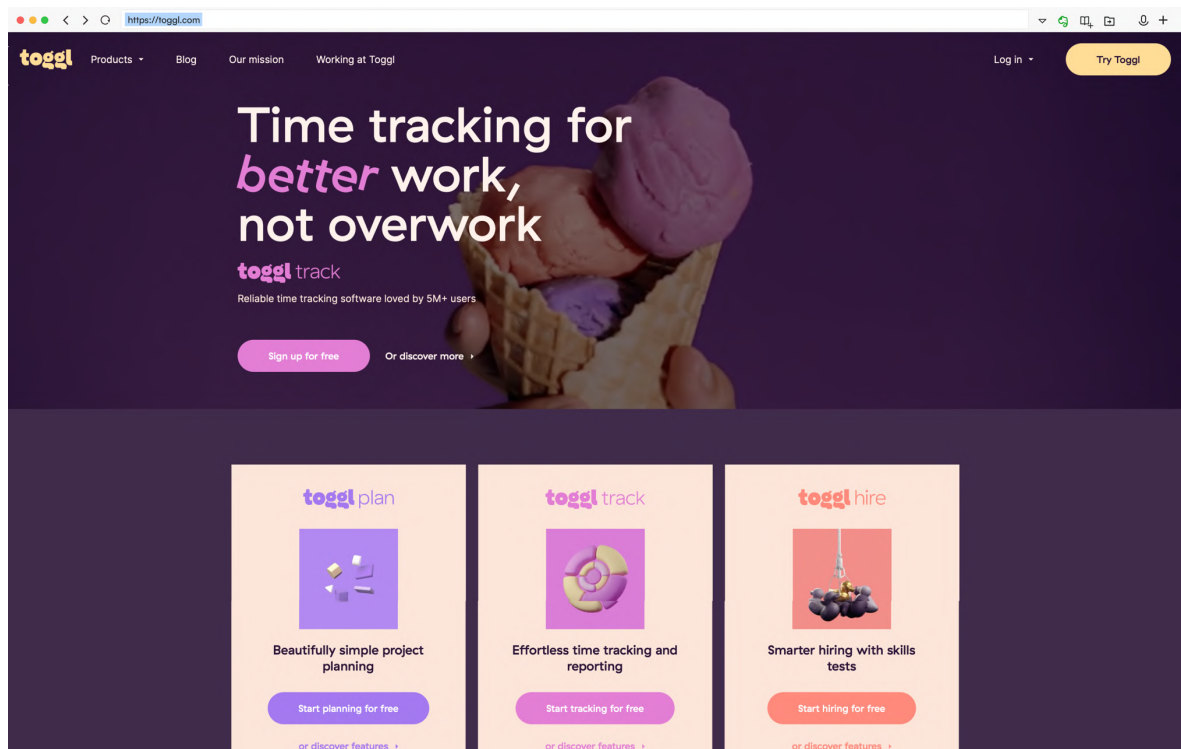 https://toggl.com
toggl Products Blog Our mission Working at Toggl Log in Try Toggl
Time tracking for
better work,
not overwork
toggl track
Reliable time tracking software loved by 5M+ users
Sign up for free Or discover more
toggl plan toggl track toggl hire
Beautifully simple project Effortless time tracking and Smarter hiring with skills
planning reporting tests
Start planning for free Start tracking for free Start hiring for free
or discover features or discover features or discover features